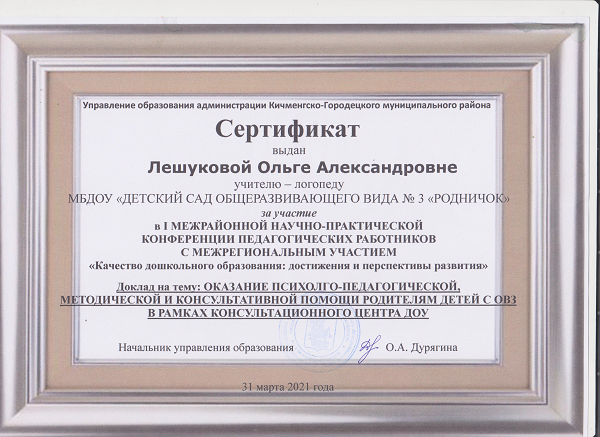 Управление образования администрации Кичменгско-Городецкого муниципального района
Сертификат
выдан
Лешуковой Ольге Александровне
учителю – логопеду
МБДОУ «ДЕТСКИЙ САД ОБЩЕРАЗВИВАЮЩЕГО ВИДА № 3 «РОДНИЧОК»
за участие
в I МЕЖРАЙОННОЙ НАУЧНО-ПРАКТИЧЕСКОЙ
КОНФЕРЕНЦИИ ПЕДАГОГИЧЕСКИХ РАБОТНИКОВ
С МЕЖРЕГИОНАЛЬНЫМ УЧАСТИЕМ
«Качество дошкольного образования: достижения и перспективы развития»
Доклад на тему: ОКАЗАНИЕ ПСИХОЛГО-ПЕДАГОГИЧЕСКОЙ,
МЕТОДИЧЕСКОЙ И КОНСУЛЬТАТИВНОЙ ПОМОЩИ РОДИТЕЛЯМ ДЕТЕЙ С ОВЗ
В РАМКАХ КОНСУЛЬТАЦИОННОГО ЦЕНТРА ДОУ
Начальник управления образования О.А. Дурягина
31 марта 2021 года